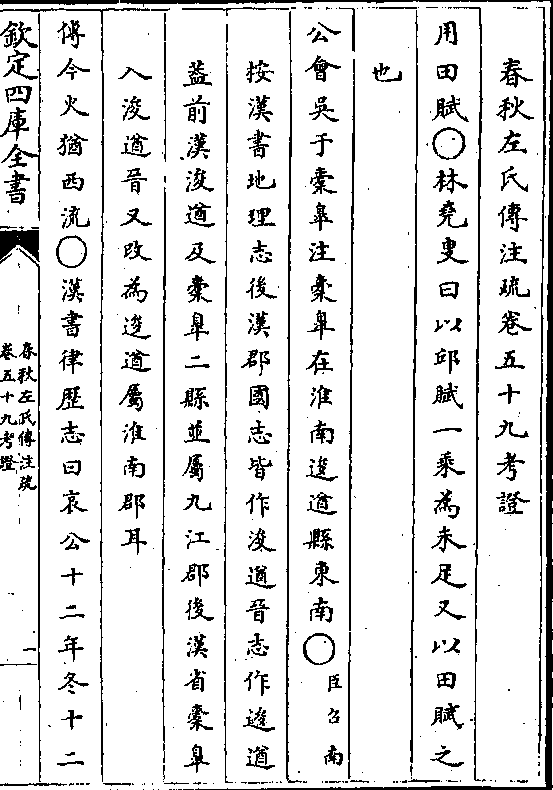 春秋左氏傳注疏卷五十九考證
用田賦○林堯叟曰以邱賦一乘為未足又以田賦之
也
公會吳于橐臯注橐臯在淮南逡遒縣東南○臣召南
按漢書地理志後漢郡國志皆作浚遒晉志作逡遒
蓋前漢浚遒及橐臯二縣並屬九江郡後漢省橐臯
入浚遒晉又改為逡遒屬淮南郡耳
傳今火猶西流○漢書律歷志曰哀公十二年冬十二
欽定四庫全書
春秋左氏傳注疏
卷五十九考證
一